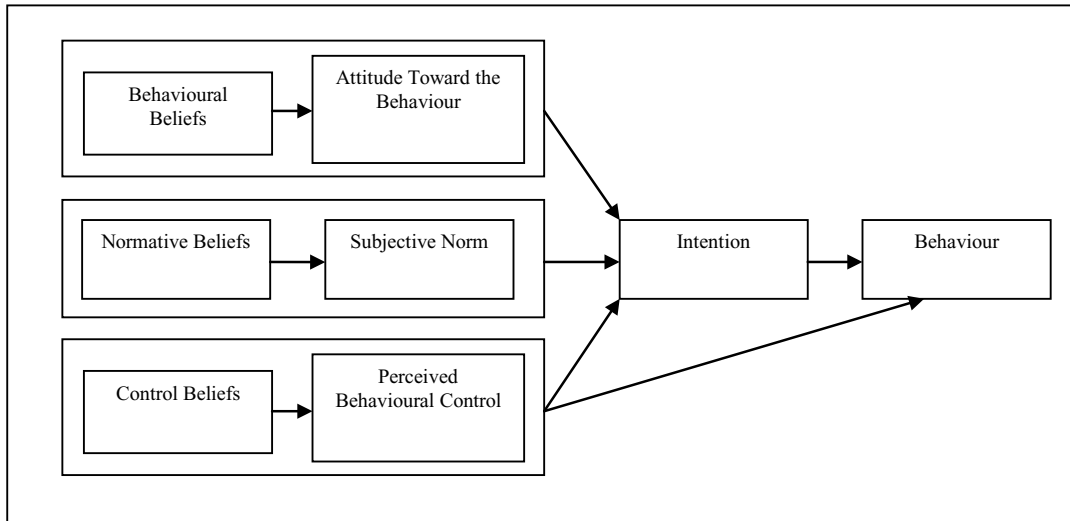 Behavioural
Beliefs
Attitude Toward the
Behaviour
Normative Beliefs
Subjective Norm
Intention
Behaviour
Control Beliefs
Perceived
Behavioural Control